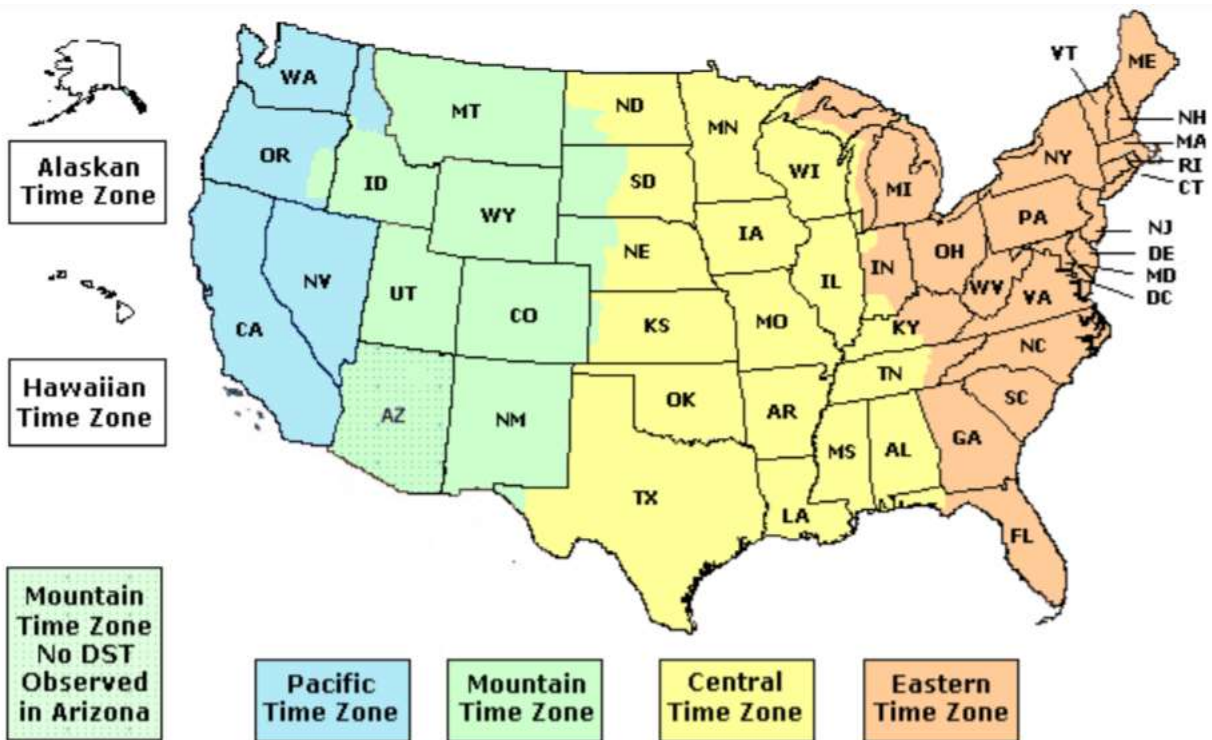 WA
MT
ND
MN
VT
ME
NH
MA
RI
CT
OR
ID
SD
WI
MI
NY
WY
IA
PA
NJ
DE
MD
DC
NE
IL
IN
OH
WV
VA
NV
UT
CO
KS
MO
KY
CA
NC
TN
AZ
NM
OK
AR
SC
MS
AL
GA
TX
LA
FL
Alaskan
Time Zone
Hawaiian
Time Zone
Mountain
Time Zone
No DST
Observed
in Arizona
Pacific
Time Zone
Mountain
Time Zone
Central
Time Zone
Eastern
Time Zone